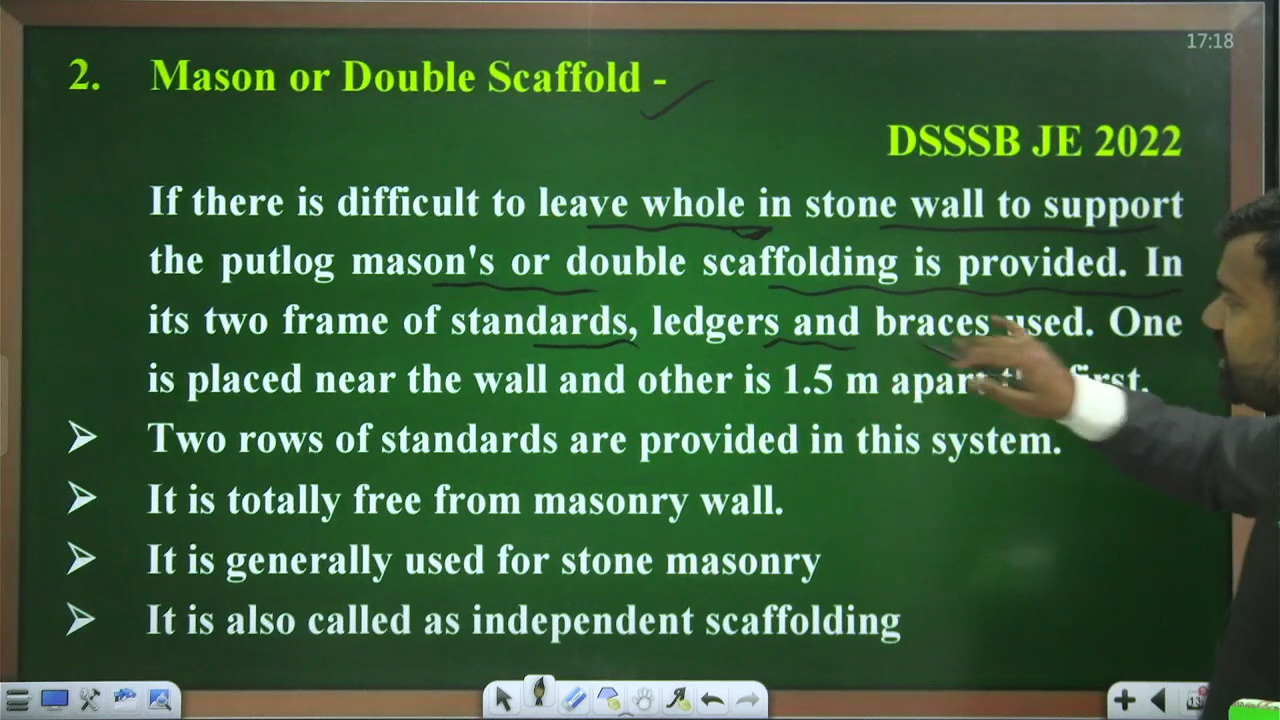 17:18
2. Mason or Double Scaffold -
DSSSB JE 2022
If there is difficult to leave whole in stone wall to support
the putlog mason's or double scaffolding is provided. In
its two frame of standards, ledgers and braces used. One
is placed near the wall and other is 1.5 m apart first.
➢ Two rows of standards are provided in this system.
➢ It is totally free from masonry wall.
➢ It is generally used for stone masonry
➢ It is also called as independent scaffolding